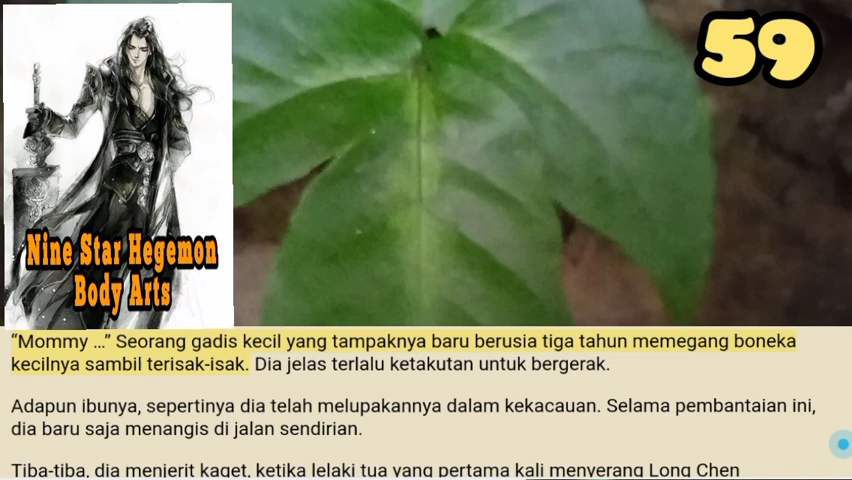 59
Nine Star Hegemon
Body Arts
“Mommy ...” Seorang gadis kecil yang tampaknya baru berusia tiga tahun memegang boneka
kecilnya sambil terisak-isak. Dia jelas terlalu ketakutan untuk bergerak.
Adapun ibunya, sepertinya dia telah melupakannya dalam kekacauan. Selama pembantaian ini,
dia baru saja menangis di jalan sendirian.
Tiba-tiba, dia menjerit kaget, ketika lelaki tua yang pertama kali menyerang Long Chen